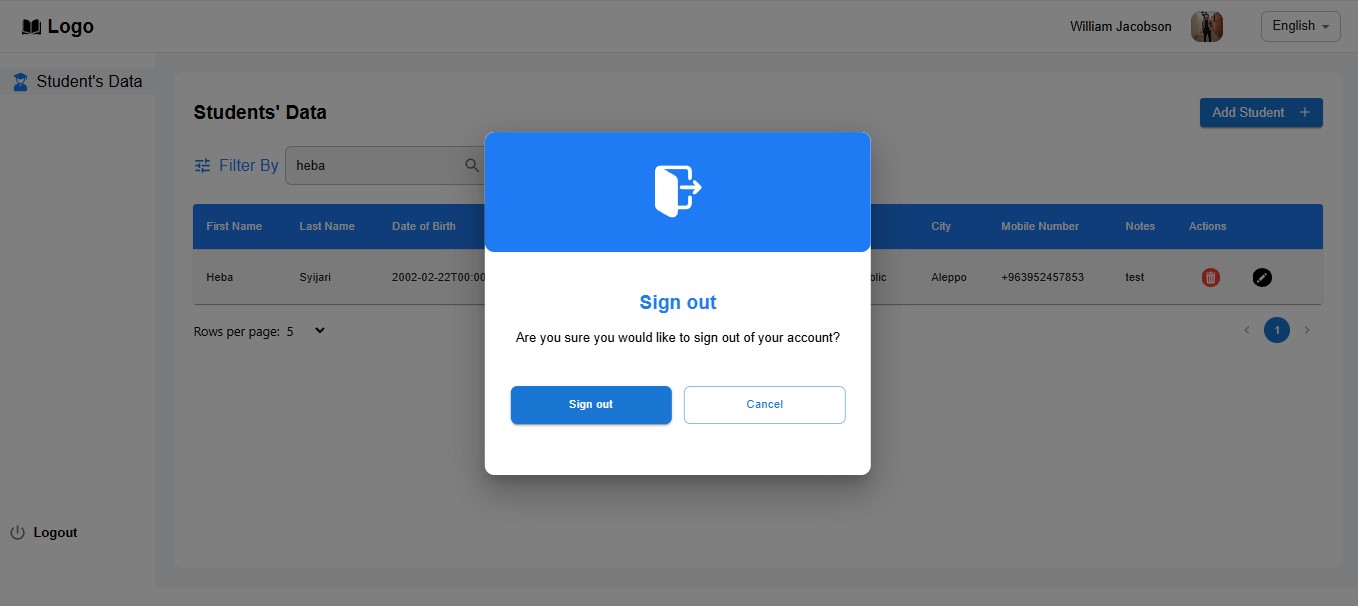 Logo
William Jacobson
English
Student's Data
Students' Data
Add Student +
Filter By
heba
First Name Last Name Date of Birth City Mobile Number Notes Actions
Heba Syijari 2002-02-22T00:00 Aleppo +963952457853 test
Rows per page: 5
1
Sign out
Are you sure you would like to sign out of your account?
Sign out Cancel
Logout